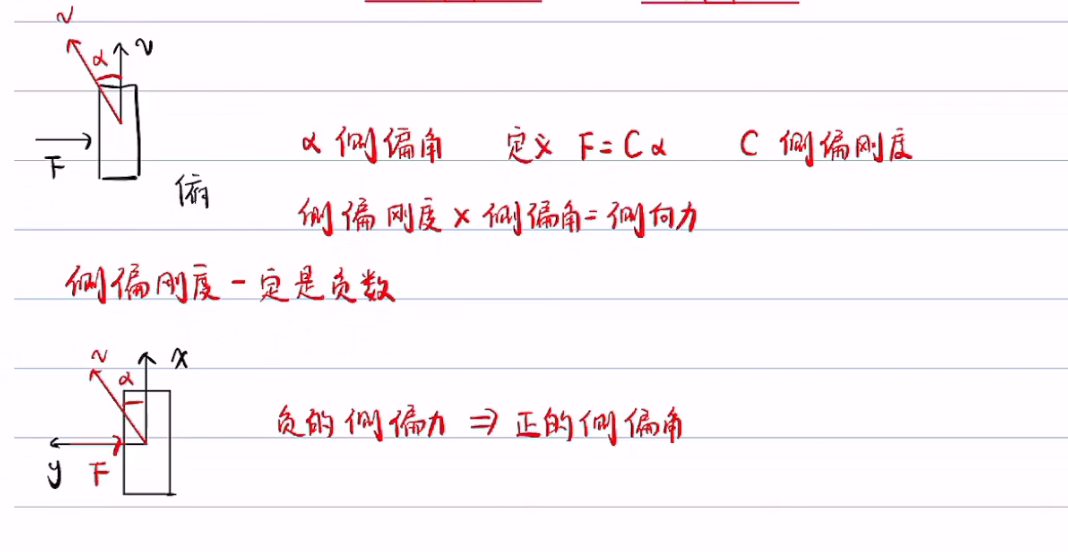 v
α v
F
俯
α 侧偏角 定义 F=Cα C 侧偏刚度
侧偏刚度×侧偏角=侧向力
侧偏刚度一定是负数
v α x
y F
负的侧偏力 ⇒ 正的侧偏角